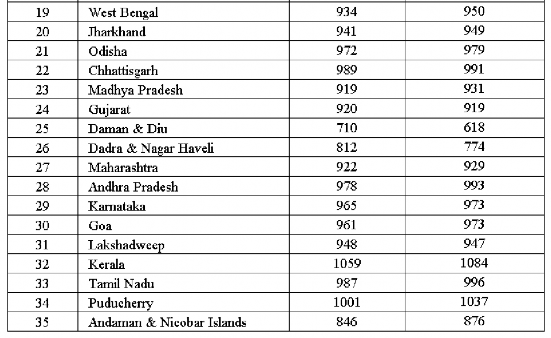 19 West Bengal 934 950
20 Jharkhand 941 949
21 Odisha 972 979
22 Chhattisgarh 989 991
23 Madhya Pradesh 919 931
24 Gujarat 920 919
25 Daman & Diu 710 618
26 Dadra & Nagar Haveli 812 774
27 Maharashtra 922 929
28 Andhra Pradesh 978 993
29 Karnataka 965 973
30 Goa 961 973
31 Lakshadweep 948 947
32 Kerala 1059 1084
33 Tamil Nadu 987 996
34 Puducherry 1001 1037
35 Andaman & Nicobar Islands 846 876